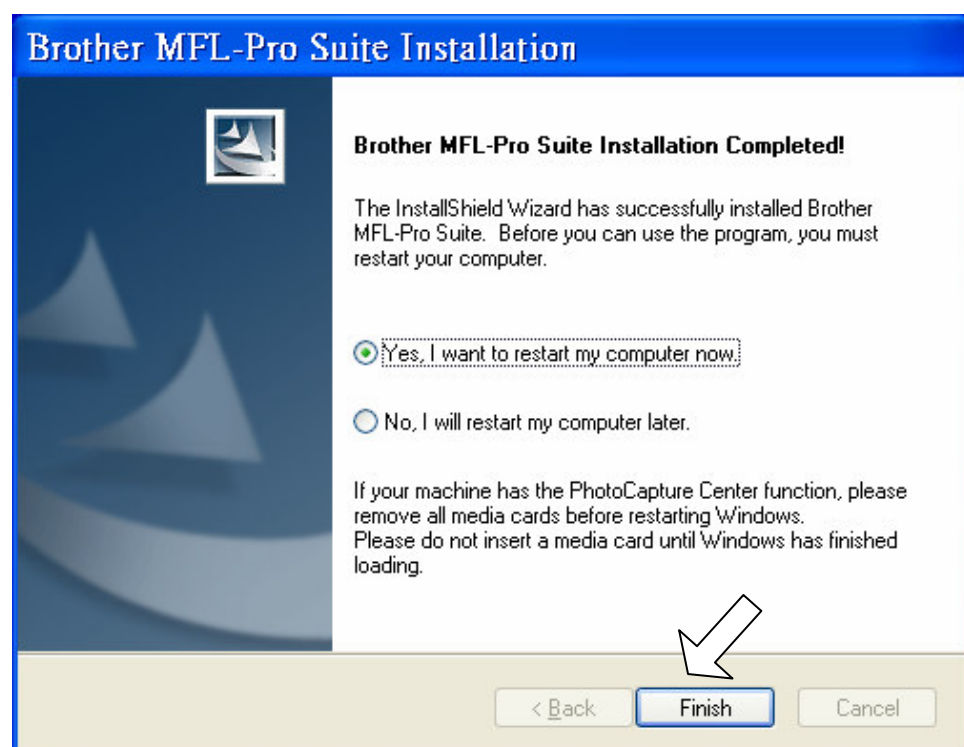 Brother MFL-Pro Suite Installation
Brother MFL-Pro Suite Installation Completed!
The InstallShield Wizard has successfully installed Brother
MFL-Pro Suite.  Before you can use the program, you must
restart your computer.
Yes, I want to restart my computer now.
No, I will restart my computer later.
If your machine has the PhotoCapture Center function, please
remove all media cards before restarting Windows.
Please do not insert a media card until Windows has finished
loading.
< Back
Finish
Cancel